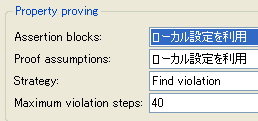 Property proving
Assertion blocks: ローカル設定を利用
Proof assumptions: ローカル設定を利用
Strategy: Find violation
Maximum violation steps: 40